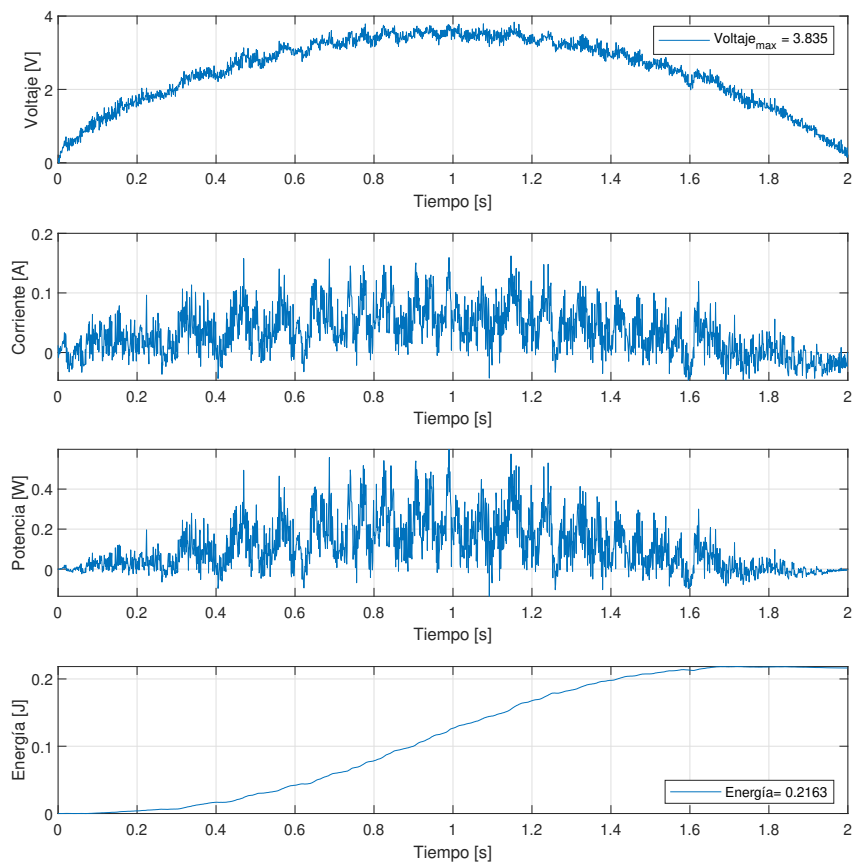 4
2
0
Voltaje [V]
Voltaje_max = 3.835
0 0.2 0.4 0.6 0.8 1 1.2 1.4 1.6 1.8 2
Tiempo [s]
0.2
0.1
0
Corriente [A]
0 0.2 0.4 0.6 0.8 1 1.2 1.4 1.6 1.8 2
Tiempo [s]
0.4
0.2
0
Potencia [W]
0 0.2 0.4 0.6 0.8 1 1.2 1.4 1.6 1.8 2
Tiempo [s]
0.2
0.1
0
Energía [J]
Energía= 0.2163
0 0.2 0.4 0.6 0.8 1 1.2 1.4 1.6 1.8 2
Tiempo [s]